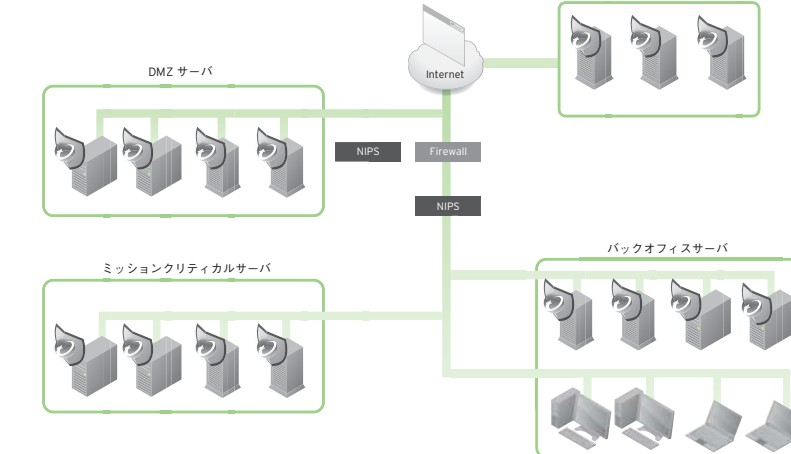 Internet
DMZ サーバ
NIPS
Firewall
NIPS
バックオフィスサーバ
ミッションクリティカルサーバ